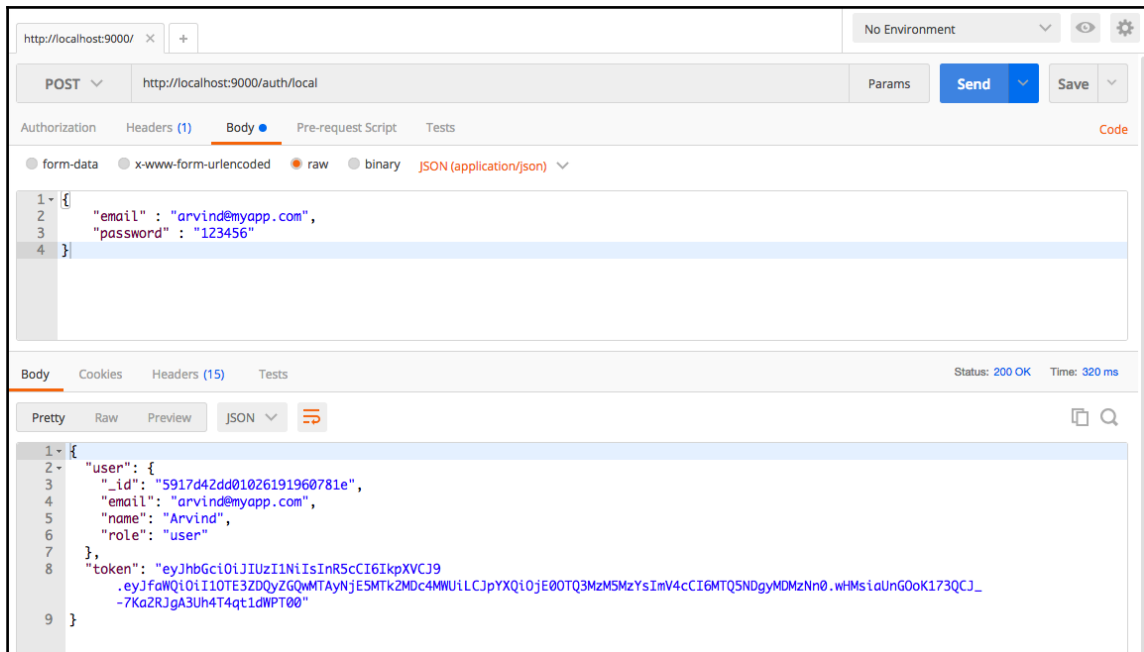 http://localhost:9000/ × +
No Environment
POST http://localhost:9000/auth/local Params Send Save
Authorization Headers (1) Body Pre-request Script Tests Code
form-data x-www-form-urlencoded raw binary JSON (application/json)
1 {
2 "email" : "arvind@myapp.com",
3 "password" : "123456"
4 }
Body Cookies Headers (15) Tests Status: 200 OK Time: 320 ms
Pretty Raw Preview JSON
1 {
2 "user": {
3 "_id": "5917d42dd01026191960781e",
4 "email": "arvind@myapp.com",
5 "name": "Arvind",
6 "role": "user"
7 },
8 "token": "eyJhbGciOiJIUzI1NiIsInR5cCI6IkpXVCJ9
.eyJfaWQiOiI1OTE3ZDQyZGQwMTAyNjE5MTk2MDc4MWUiLCJpYXQiOjE0OTQ3MzM5MzYsImV4cCI6MTQ5NDgyMDMzNn0.wHMsiaUnGOoK173QCJ_
-7Ka2RJgA3Uh4T4qt1dWPT00"
9 }